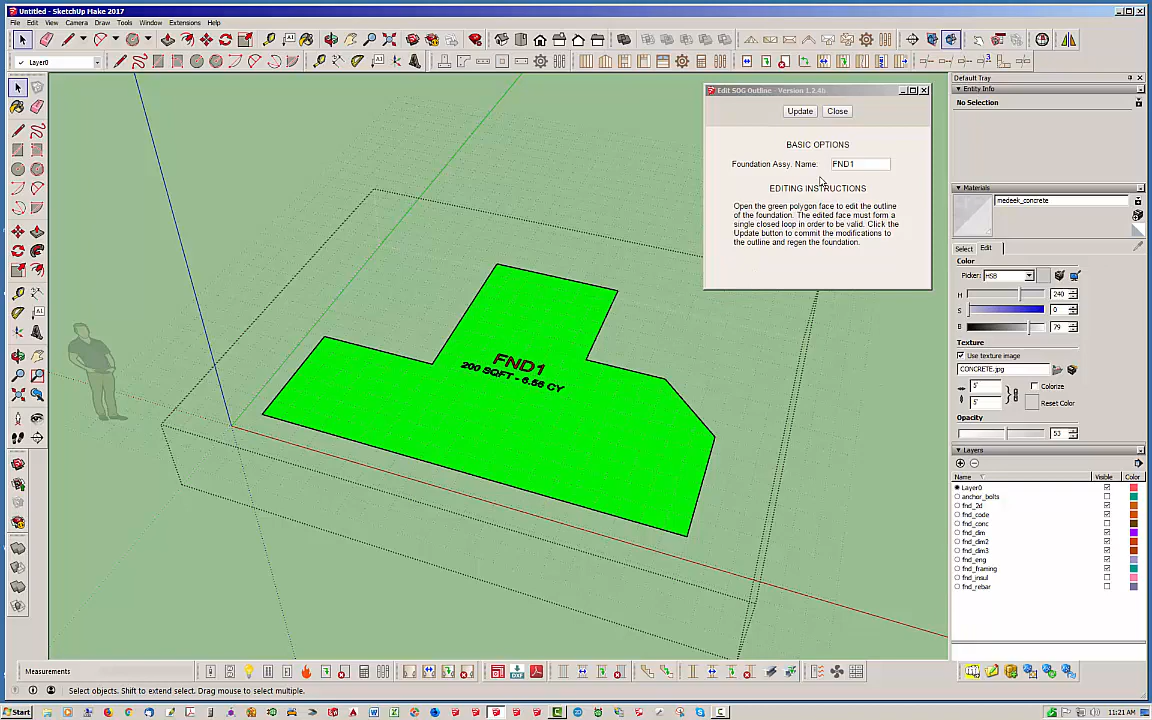 Untitled - SketchUp Make 2017
File Edit View Camera Draw Tools Window Extensions Help
Layer0
Edit SOG Outline - Version 1.2.4b
Update Close
BASIC OPTIONS
Foundation Assy. Name: FND1
EDITING INSTRUCTIONS
Open the green polygon face to edit the outline
of the foundation. The edited face must form a
single closed loop in order to be valid. Click the
Update button to commit the modifications to
the outline and regen the foundation.
FND1
200 SQFT - 6.56 CY
Default Tray
Entity Info
No Selection
Materials
medeek_concrete
Select Edit
Color
Picker: HSB
H 240
S 0
B 79
Texture
Use texture image
CONCRETE.jpg
5' Colorize
5' Reset Color
Opacity
53
Layers
Name Visible Color
Layer0
anchor_bolts
fnd_2d
fnd_code
fnd_conc
fnd_dim
fnd_dim2
fnd_dim3
fnd_eng
fnd_framing
fnd_insul
fnd_rebar
Measurements
Select objects. Shift to extend select. Drag mouse to select multiple.
Start
11:21 AM